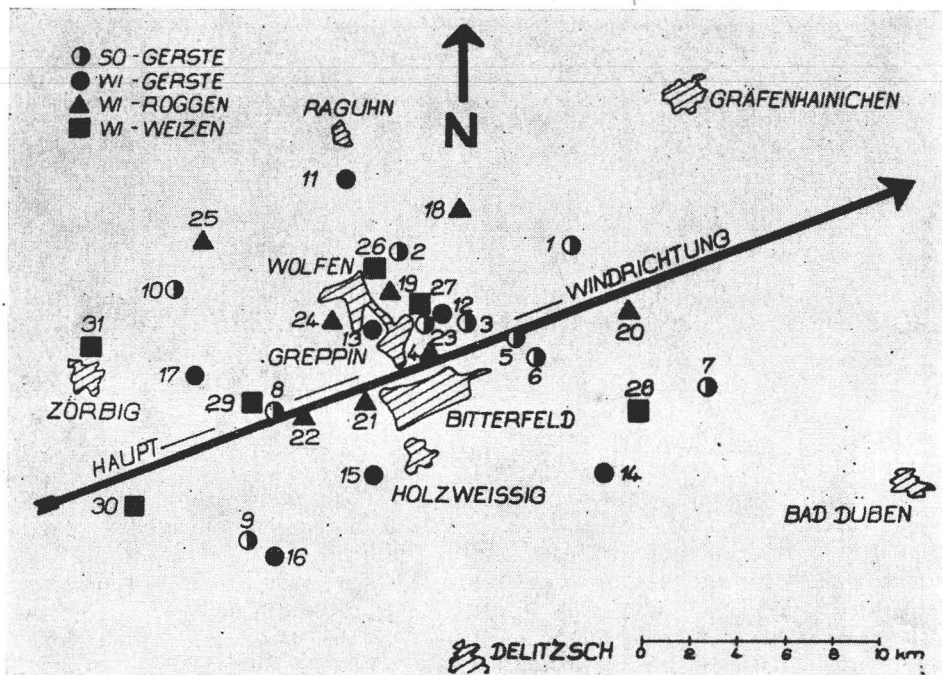 SO - GERSTE
WI - GERSTE
WI - ROGGEN
WI - WEIZEN
RAGUHN
N
GRÄFENHAINICHEN
11
18
25
1
26
2
WOLFEN
WINDRICHTUNG
10
19
27
12
24
3
20
31
13
23
GREPPIN
4
5
6
17
7
28
ZÖRBIG
29
8
21
BITTERFELD
22
HAUPT
15
14
HOLZWEISSIG
30
BAD DÜBEN
9
16
DELITZSCH
0 2 4 6 8 10 km